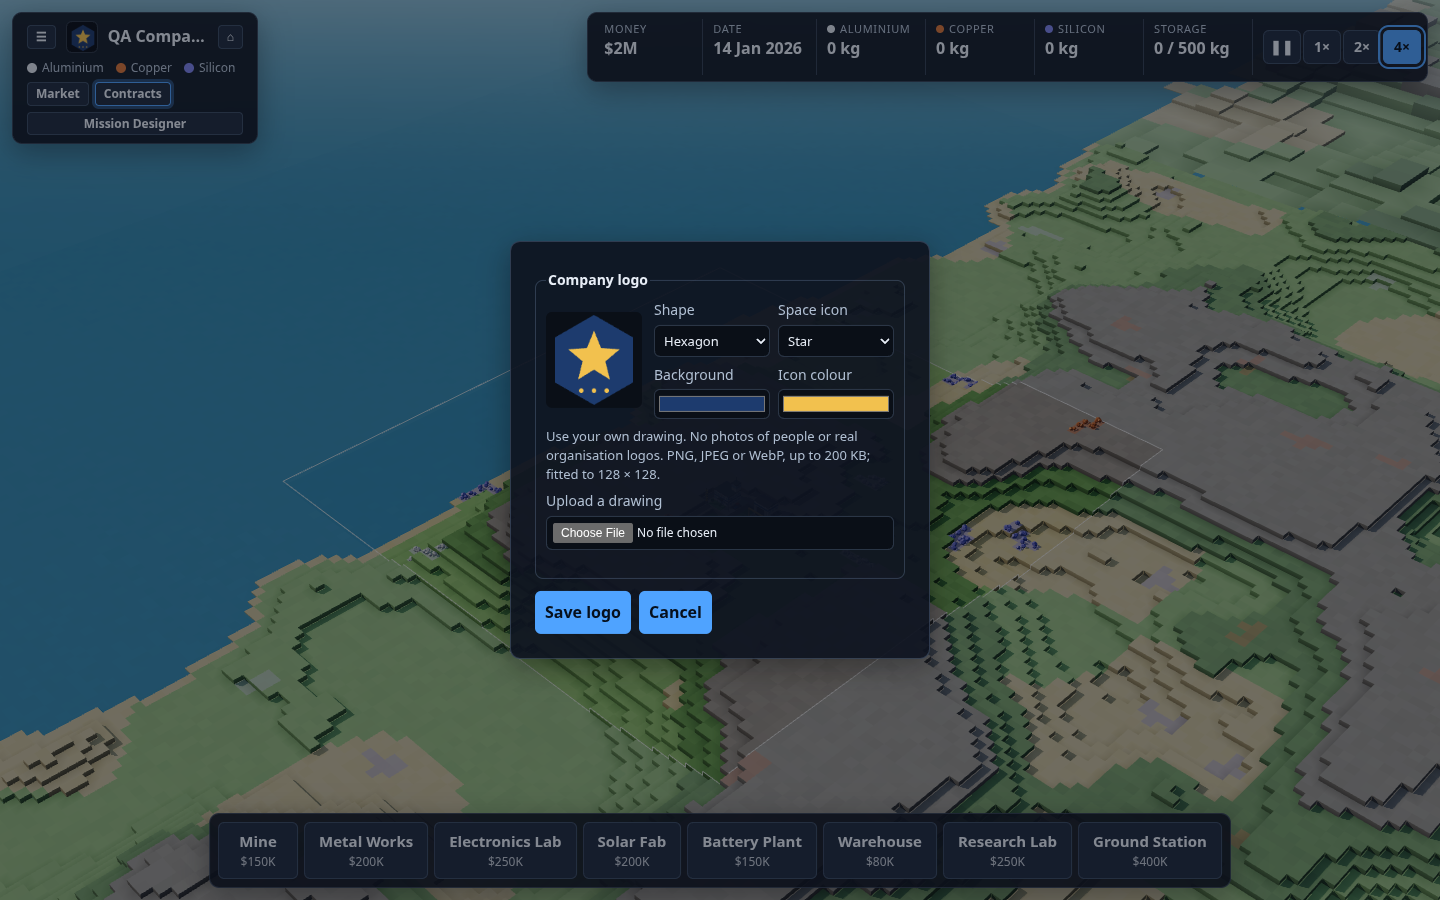 ☰ QA Compa... ⌂
Aluminium Copper Silicon
Market Contracts
Mission Designer
MONEY DATE ALUMINIUM COPPER SILICON STORAGE
$2M 14 Jan 2026 0 kg 0 kg 0 kg 0 / 500 kg
❚❚ 1× 2× 4×
Company logo
Shape Space icon
Hexagon Star
Background Icon colour
Use your own drawing. No photos of people or real
organisation logos. PNG, JPEG or WebP, up to 200 KB;
fitted to 128 × 128.
Upload a drawing
Choose File No file chosen
Save logo Cancel
Mine Metal Works Electronics Lab Solar Fab Battery Plant Warehouse Research Lab Ground Station
$150K $200K $250K $200K $150K $80K $250K $400K